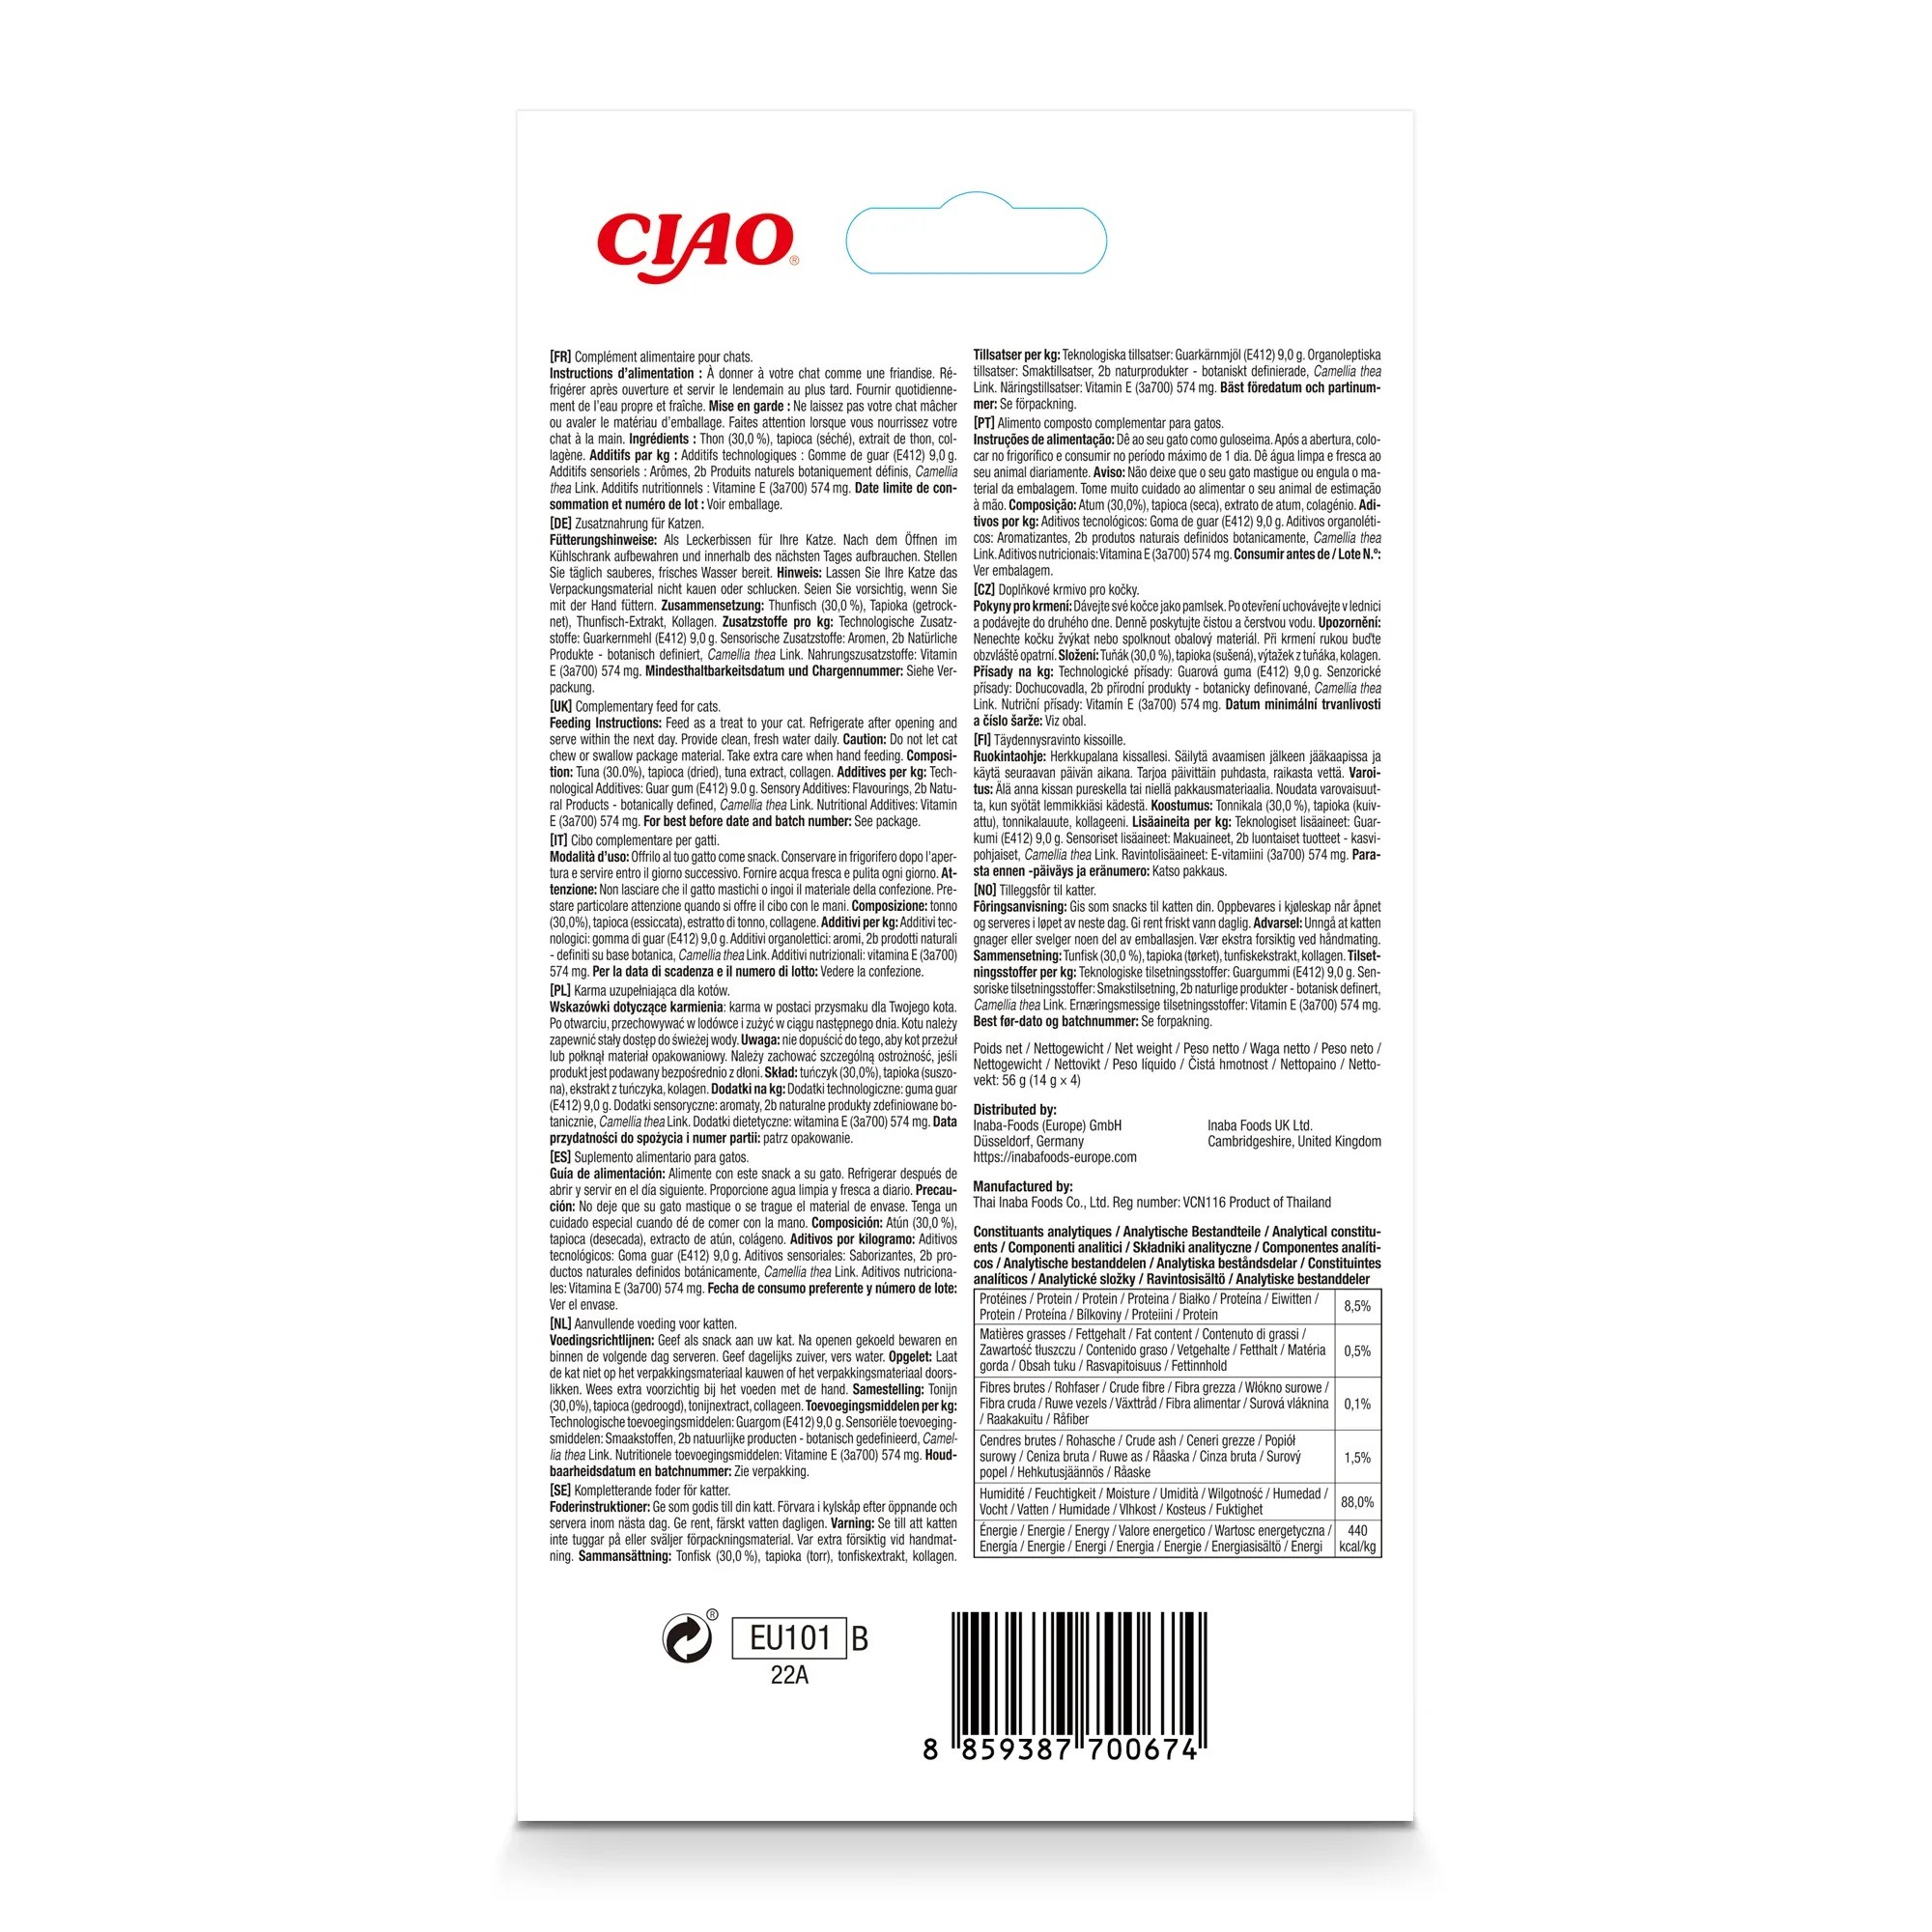 CIAO®
[FR] Complément alimentaire pour chats.
Instructions d'alimentation : À donner à votre chat comme une friandise. Ré-
frigérer après ouverture et servir le lendemain au plus tard. Fournir quotidienne-
ment de l'eau propre et fraîche. Mise en garde : Ne laissez pas votre chat mâcher
ou avaler le matériau d'emballage. Faites attention lorsque vous nourrissez votre
chat à la main. Ingrédients : Thon (30,0 %), tapioca (séché), extrait de thon, col-
lagène. Additifs par kg : Additifs technologiques : Gomme de guar (E412) 9,0 g.
Additifs sensoriels : Arômes, 2b Produits naturels botaniquement définis, Camellia
thea Link. Additifs nutritionnels : Vitamine E (3a700) 574 mg. Date limite de con-
sommation et numéro de lot : Voir emballage.
[DE] Zusatznahrung für Katzen.
Fütterungshinweise: Als Leckerbissen für Ihre Katze. Nach dem Öffnen im
Kühlschrank aufbewahren und innerhalb des nächsten Tages aufbrauchen. Stellen
Sie täglich sauberes, frisches Wasser bereit. Hinweis: Lassen Sie Ihre Katze das
Verpackungsmaterial nicht kauen oder schlucken. Seien Sie vorsichtig, wenn Sie
mit der Hand füttern. Zusammensetzung: Thunfisch (30,0 %), Tapioka (getrock-
net), Thunfisch-Extrakt, Kollagen. Zusatzstoffe pro kg: Technologische Zusatz-
stoffe: Guarkernmehl (E412) 9,0 g. Sensorische Zusatzstoffe: Aromen, 2b Natürliche
Produkte - botanisch definiert, Camellia thea Link. Nahrungszusatzstoffe: Vitamin
E (3a700) 574 mg. Mindesthaltbarkeitsdatum und Chargennummer: Siehe Ver-
packung.
[UK] Complementary feed for cats.
Feeding Instructions: Feed as a treat to your cat. Refrigerate after opening and
serve within the next day. Provide clean, fresh water daily. Caution: Do not let cat
chew or swallow package material. Take extra care when hand feeding. Composi-
tion: Tuna (30.0%), tapioca (dried), tuna extract, collagen. Additives per kg: Tech-
nological Additives: Guar gum (E412) 9.0 g. Sensory Additives: Flavourings, 2b Natu-
ral Products - botanically defined, Camellia thea Link. Nutritional Additives: Vitamin
E (3a700) 574 mg. For best before date and batch number: See package.
[IT] Cibo complementare per gatti.
Modalità d'uso: Offrilo al tuo gatto come snack. Conservare in frigorifero dopo l'aper-
tura e servire entro il giorno successivo. Fornire acqua fresca e pulita ogni giorno. At-
tenzione: Non lasciare che il gatto mastichi o ingoi il materiale della confezione. Pre-
stare particolare attenzione quando si offre il cibo con le mani. Composizione: tonno
(30,0%), tapioca (essiccata), estratto di tonno, collagene. Additivi per kg: Additivi tec-
nologici: gomma di guar (E412) 9,0 g. Additivi organolettici: aromi, 2b prodotti naturali
- definiti su base botanica, Camellia thea Link. Additivi nutrizionali: vitamina E (3a700)
574 mg. Per la data di scadenza e il numero di lotto: Vedere la confezione.
[PL] Karma uzupełniająca dla kotów.
Wskazówki dotyczące karmienia: karma w postaci przysmaku dla Twojego kota.
Po otwarciu, przechowywać w lodówce i zużyć w ciągu następnego dnia. Kotu należy
zapewnić stały dostęp do świeżej wody. Uwaga: nie dopuścić do tego, aby kot przeżuł
lub połknął materiał opakowaniowy. Należy zachować szczególną ostrożność, jeśli
produkt jest podawany bezpośrednio z dłoni. Skład: tuńczyk (30,0%), tapioka (suszo-
na), ekstrakt z tuńczyka, kolagen. Dodatki na kg: Dodatki technologiczne: guma guar
(E412) 9,0 g. Dodatki sensoryczne: aromaty, 2b naturalne produkty zdefiniowane bo-
tanicznie, Camellia thea Link. Dodatki dietetyczne: witamina E (3a700) 574 mg. Data
przydatności do spożycia i numer partii: patrz opakowanie.
[ES] Suplemento alimentario para gatos.
Guía de alimentación: Alimente con este snack a su gato. Refrigerar después de
abrir y servir en el día siguiente. Proporcione agua limpia y fresca a diario. Precau-
ción: No deje que su gato mastique o se trague el material de envase. Tenga un
cuidado especial cuando dé de comer con la mano. Composición: Atún (30,0 %),
tapioca (desecada), extracto de atún, colágeno. Aditivos por kilogramo: Aditivos
tecnológicos: Goma guar (E412) 9,0 g. Aditivos sensoriales: Saborizantes, 2b pro-
ductos naturales definidos botánicamente, Camellia thea Link. Aditivos nutriciona-
les: Vitamina E (3a700) 574 mg. Fecha de consumo preferente y número de lote:
Ver el envase.
[NL] Aanvullende voeding voor katten.
Voedingsrichtlijnen: Geef als snack aan uw kat. Na openen gekoeld bewaren en
binnen de volgende dag serveren. Geef dagelijks zuiver, vers water. Opgelet: Laat
de kat niet op het verpakkingsmateriaal kauwen of het verpakkingsmateriaal doors-
likken. Wees extra voorzichtig bij het voeden met de hand. Samestelling: Tonijn
(30,0%), tapioca (gedroogd), tonijnextract, collageen. Toevoegingsmiddelen per kg:
Technologische toevoegingsmiddelen: Guargom (E412) 9,0 g. Sensoriële toevoeging-
smiddelen: Smaakstoffen, 2b natuurlijke producten - botanisch gedefinieerd, Camel-
lia thea Link. Nutritionele toevoegingsmiddelen: Vitamine E (3a700) 574 mg. Houd-
baarheidsdatum en batchnummer: Zie verpakking.
[SE] Kompletterande foder för katter.
Foderinstruktioner: Ge som godis till din katt. Förvara i kylskåp efter öppnande och
servera inom nästa dag. Ge rent, färskt vatten dagligen. Varning: Se till att katten
inte tuggar på eller sväljer förpackningsmaterial. Var extra försiktig vid handmat-
ning. Sammansättning: Tonfisk (30,0 %), tapioka (torr), tonfiskextrakt, kollagen.
Tillsatser per kg: Teknologiska tillsatser: Guarkärnmjöl (E412) 9,0 g. Organoleptiska
tillsatser: Smaktillsatser, 2b naturprodukter - botaniskt definierade, Camellia thea
Link. Näringstillsatser: Vitamin E (3a700) 574 mg. Bäst föredatum och partinum-
mer: Se förpackning.
[PT] Alimento composto complementar para gatos.
Instruções de alimentação: Dê ao seu gato como guloseima. Após a abertura, colo-
car no frigorífico e consumir no período máximo de 1 dia. Dê água limpa e fresca ao
seu animal diariamente. Aviso: Não deixe que o seu gato mastigue ou engula o ma-
terial da embalagem. Tome muito cuidado ao alimentar o seu animal de estimação
à mão. Composição: Atum (30,0%), tapioca (seca), extrato de atum, colagénio. Adi-
tivos por kg: Aditivos tecnológicos: Goma de guar (E412) 9,0 g. Aditivos organoléti-
cos: Aromatizantes, 2b produtos naturais definidos botanicamente, Camellia thea
Link. Aditivos nutricionais: Vitamina E (3a700) 574 mg. Consumir antes de / Lote N.º:
Ver embalagem.
[CZ] Doplňkové krmivo pro kočky.
Pokyny pro krmení: Dávejte své kočce jako pamlsek. Po otevření uchovávejte v lednici
a podávejte do druhého dne. Denně poskytujte čistou a čerstvou vodu. Upozornění:
Nenechte kočku žvýkat nebo spolknout obalový materiál. Při krmení rukou buďte
obzvláště opatrní. Složení: Tuňák (30,0 %), tapioka (sušená), výtažek z tuňáka, kolagen.
Přísady na kg: Technologické přísady: Guarová guma (E412) 9,0 g. Senzorické
přísady: Dochucovadla, 2b přírodní produkty - botanicky definované, Camellia thea
Link. Nutriční přísady: Vitamín E (3a700) 574 mg. Datum minimální trvanlivosti
a číslo šarže: Viz obal.
[FI] Täydennysravinto kissoille.
Ruokintaohje: Herkkupalana kissallesi. Säilytä avaamisen jälkeen jääkaapissa ja
käytä seuraavan päivän aikana. Tarjoa päivittäin puhdasta, raikasta vettä. Varoi-
tus: Älä anna kissan pureskella tai niellä pakkausmateriaalia. Noudata varovaisuut-
ta, kun syötät lemmikkiäsi kädestä. Koostumus: Tonnikala (30,0 %), tapioka (kuiv-
attu), tonnikalauute, kollageeni. Lisäaineita per kg: Teknologiset lisäaineet: Guar-
kumi (E412) 9,0 g. Sensoriset lisäaineet: Makuaineet, 2b luontaiset tuotteet - kasvi-
pohjaiset, Camellia thea Link. Ravintolisäaineet: E-vitamiini (3a700) 574 mg. Para-
sta ennen -päiväys ja eränumero: Katso pakkaus.
[NO] Tilleggsfôr til katter.
Fôringsanvisning: Gis som snacks til katten din. Oppbevares i kjøleskap når åpnet
og serveres i løpet av neste dag. Gi rent friskt vann daglig. Advarsel: Unngå at katten
gnager eller svelger noen del av emballasjen. Vær ekstra forsiktig ved håndmating.
Sammensetning: Tunfisk (30,0 %), tapioka (tørket), tunfiskekstrakt, kollagen. Tilset-
ningsstoffer per kg: Teknologiske tilsetningsstoffer: Guargummi (E412) 9,0 g. Sen-
soriske tilsetningsstoffer: Smakstilsetning, 2b naturlige produkter - botanisk definert,
Camellia thea Link. Ernæringsmessige tilsetningsstoffer: Vitamin E (3a700) 574 mg.
Best før-dato og batchnummer: Se forpakning.
Poids net / Nettogewicht / Net weight / Peso netto / Waga netto / Peso neto /
Nettogewicht / Nettovikt / Peso líquido / Čistá hmotnost / Nettopaino / Netto-
vekt: 56 g (14 g x 4)
Distributed by:
Inaba-Foods (Europe) GmbH
Düsseldorf, Germany
https://inabafoods-europe.com
Inaba Foods UK Ltd.
Cambridgeshire, United Kingdom
Manufactured by:
Thai Inaba Foods Co., Ltd. Reg number: VCN116 Product of Thailand
Constituants analytiques / Analytische Bestandteile / Analytical constitu-
ents / Componenti analitici / Składniki analityczne / Componentes analíti-
cos / Analytische bestanddelen / Analytiska beståndsdelar / Constituintes
analíticos / Analytické složky / Ravintosisältö / Analytiske bestanddeler
Protéines / Protein / Protein / Proteina / Białko / Proteína / Eiwitten /
Protein / Proteína / Bílkoviny / Proteiini / Protein
8,5%
Matières grasses / Fettgehalt / Fat content / Contenuto di grassi /
Zawartość tłuszczu / Contenido graso / Vetgehalte / Fetthalt / Matéria
gorda / Obsah tuku / Rasvapitoisuus / Fettinnhold
0,5%
Fibres brutes / Rohfaser / Crude fibre / Fibra grezza / Włókno surowe /
Fibra cruda / Ruwe vezels / Växttråd / Fibra alimentar / Surová vláknina
/ Raakakuitu / Råfiber
0,1%
Cendres brutes / Rohasche / Crude ash / Ceneri grezze / Popiół
surowy / Ceniza bruta / Ruwe as / Råaska / Cinza bruta / Surový
popel / Hehkutusjäännös / Råaske
1,5%
Humidité / Feuchtigkeit / Moisture / Umidità / Wilgotność / Humedad /
Vocht / Vatten / Humidade / Vlhkost / Kosteus / Fuktighet
88,0%
Énergie / Energie / Energy / Valore energetico / Wartosc energetyczna /
Energía / Energie / Energi / Energia / Energie / Energiasisältö / Energi
440
kcal/kg
®
EU101 B
22A
8 859387 700674